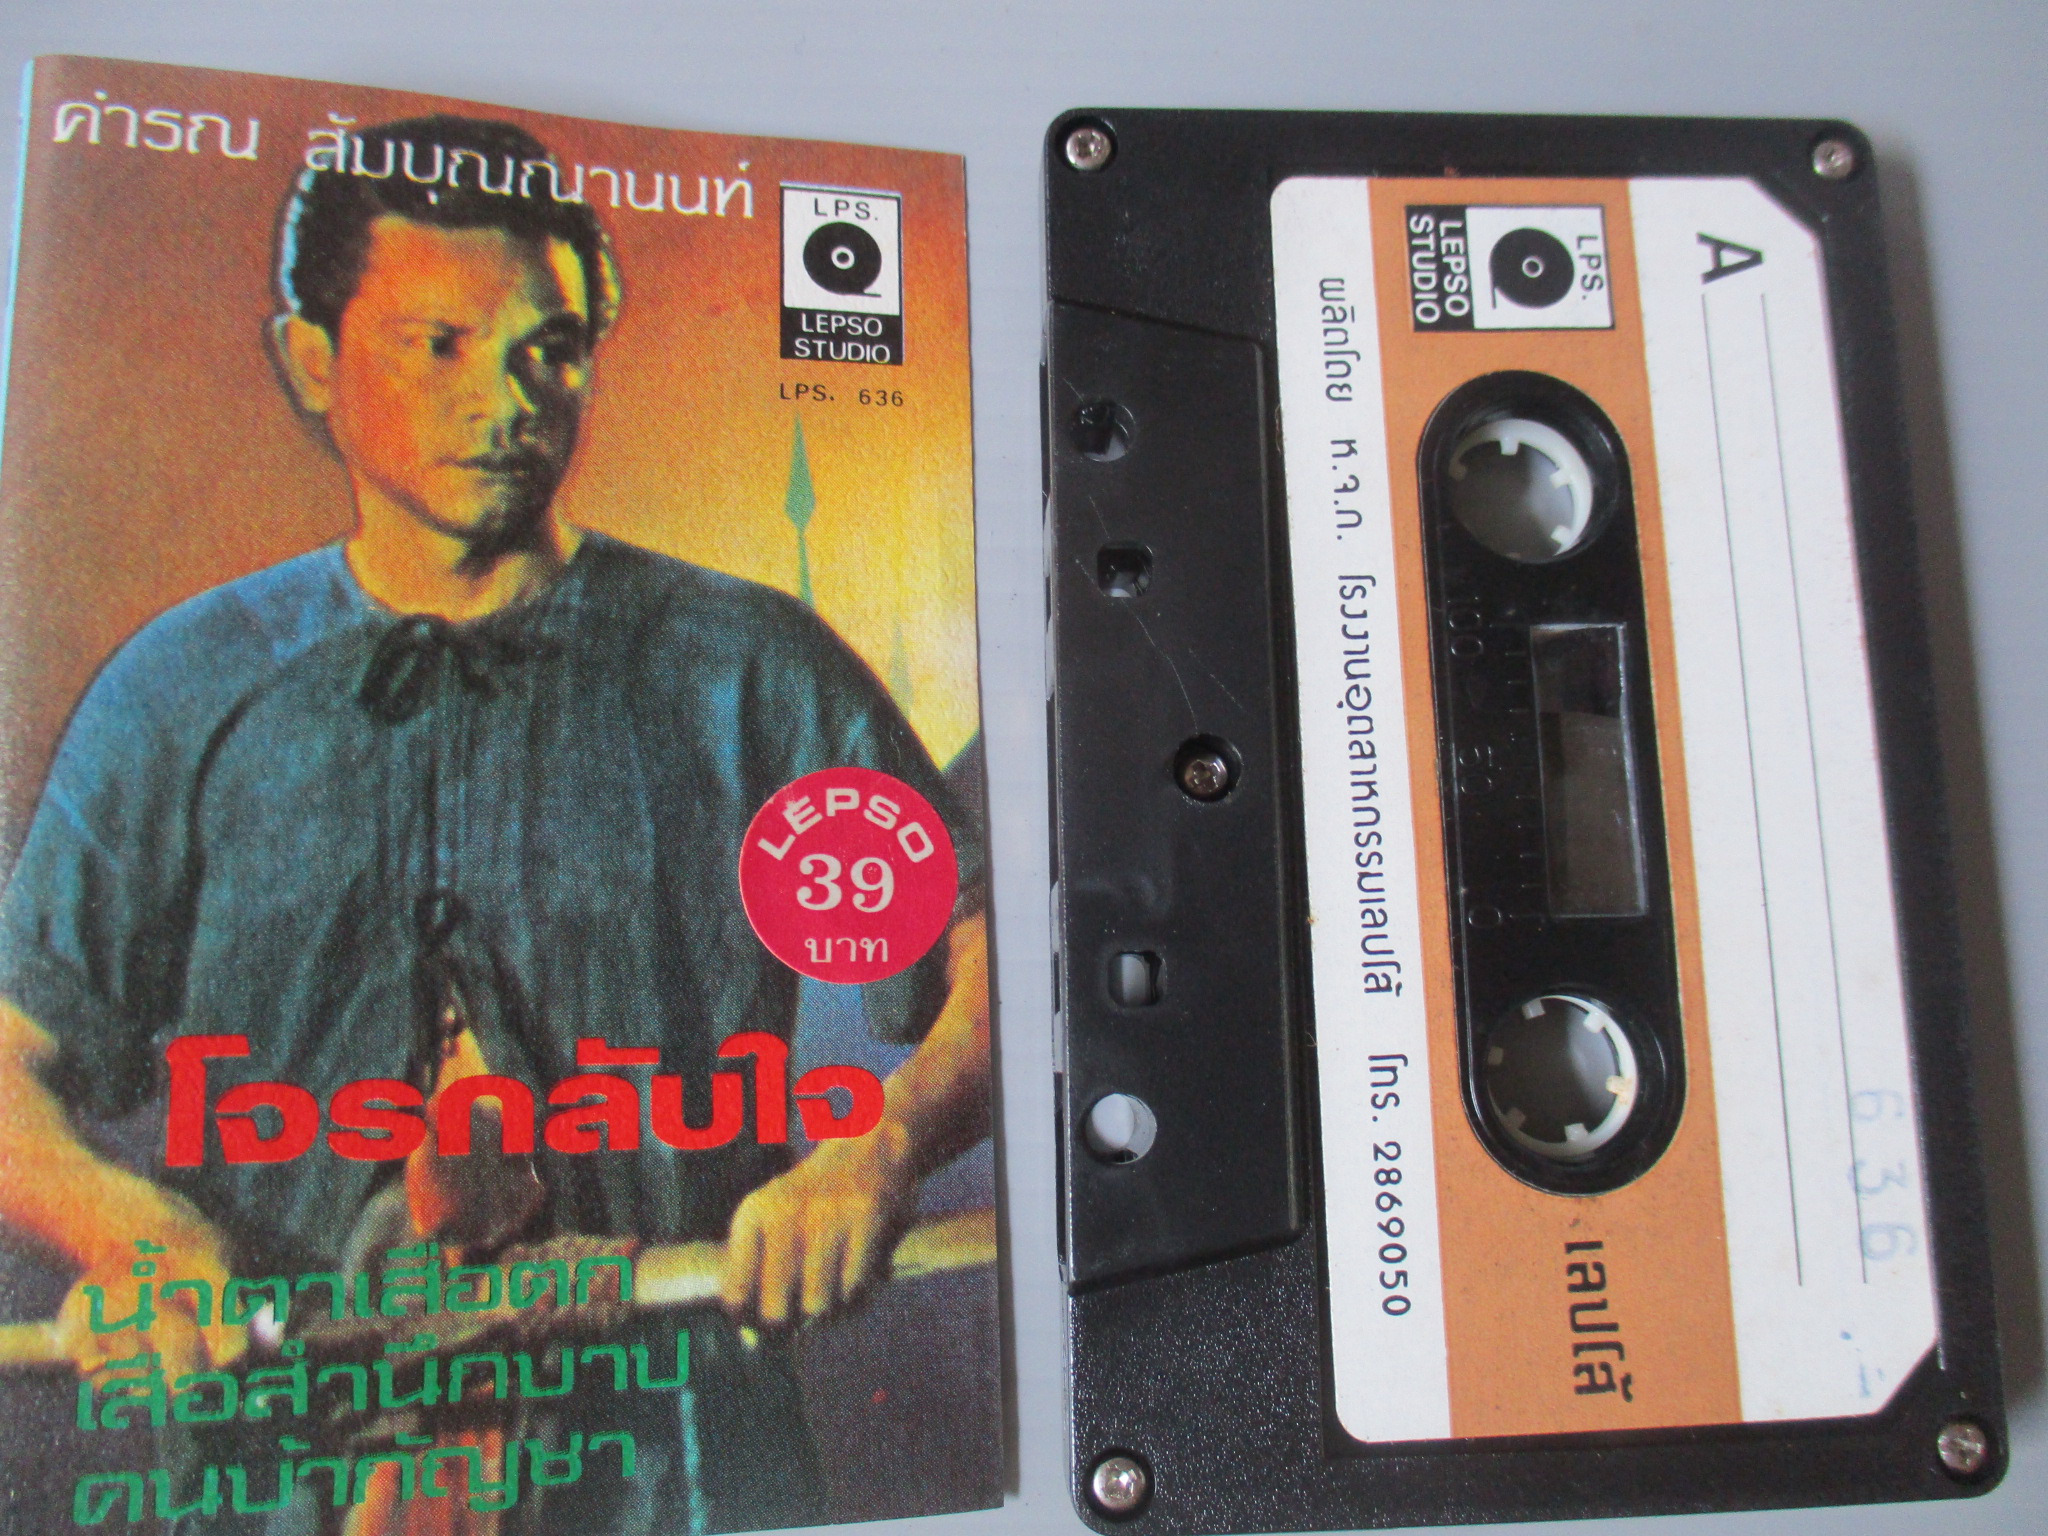 คำรณ สัมบุณณานนท์
LPS.
LEPSO
STUDIO
LPS. 636
LEPSO
39
บาท
โจรกลับใจ
น้ำตาเสือตก
เสือสำนึกบาป
คนบ้ากัญชา
A
LPS.
LEPSO
STUDIO
ผลิตโดย ห.จ.ก. โรงงานอุตสาหกรรมเลปโส้ โทร. 2869050
100 50 0
เลปโส้
636